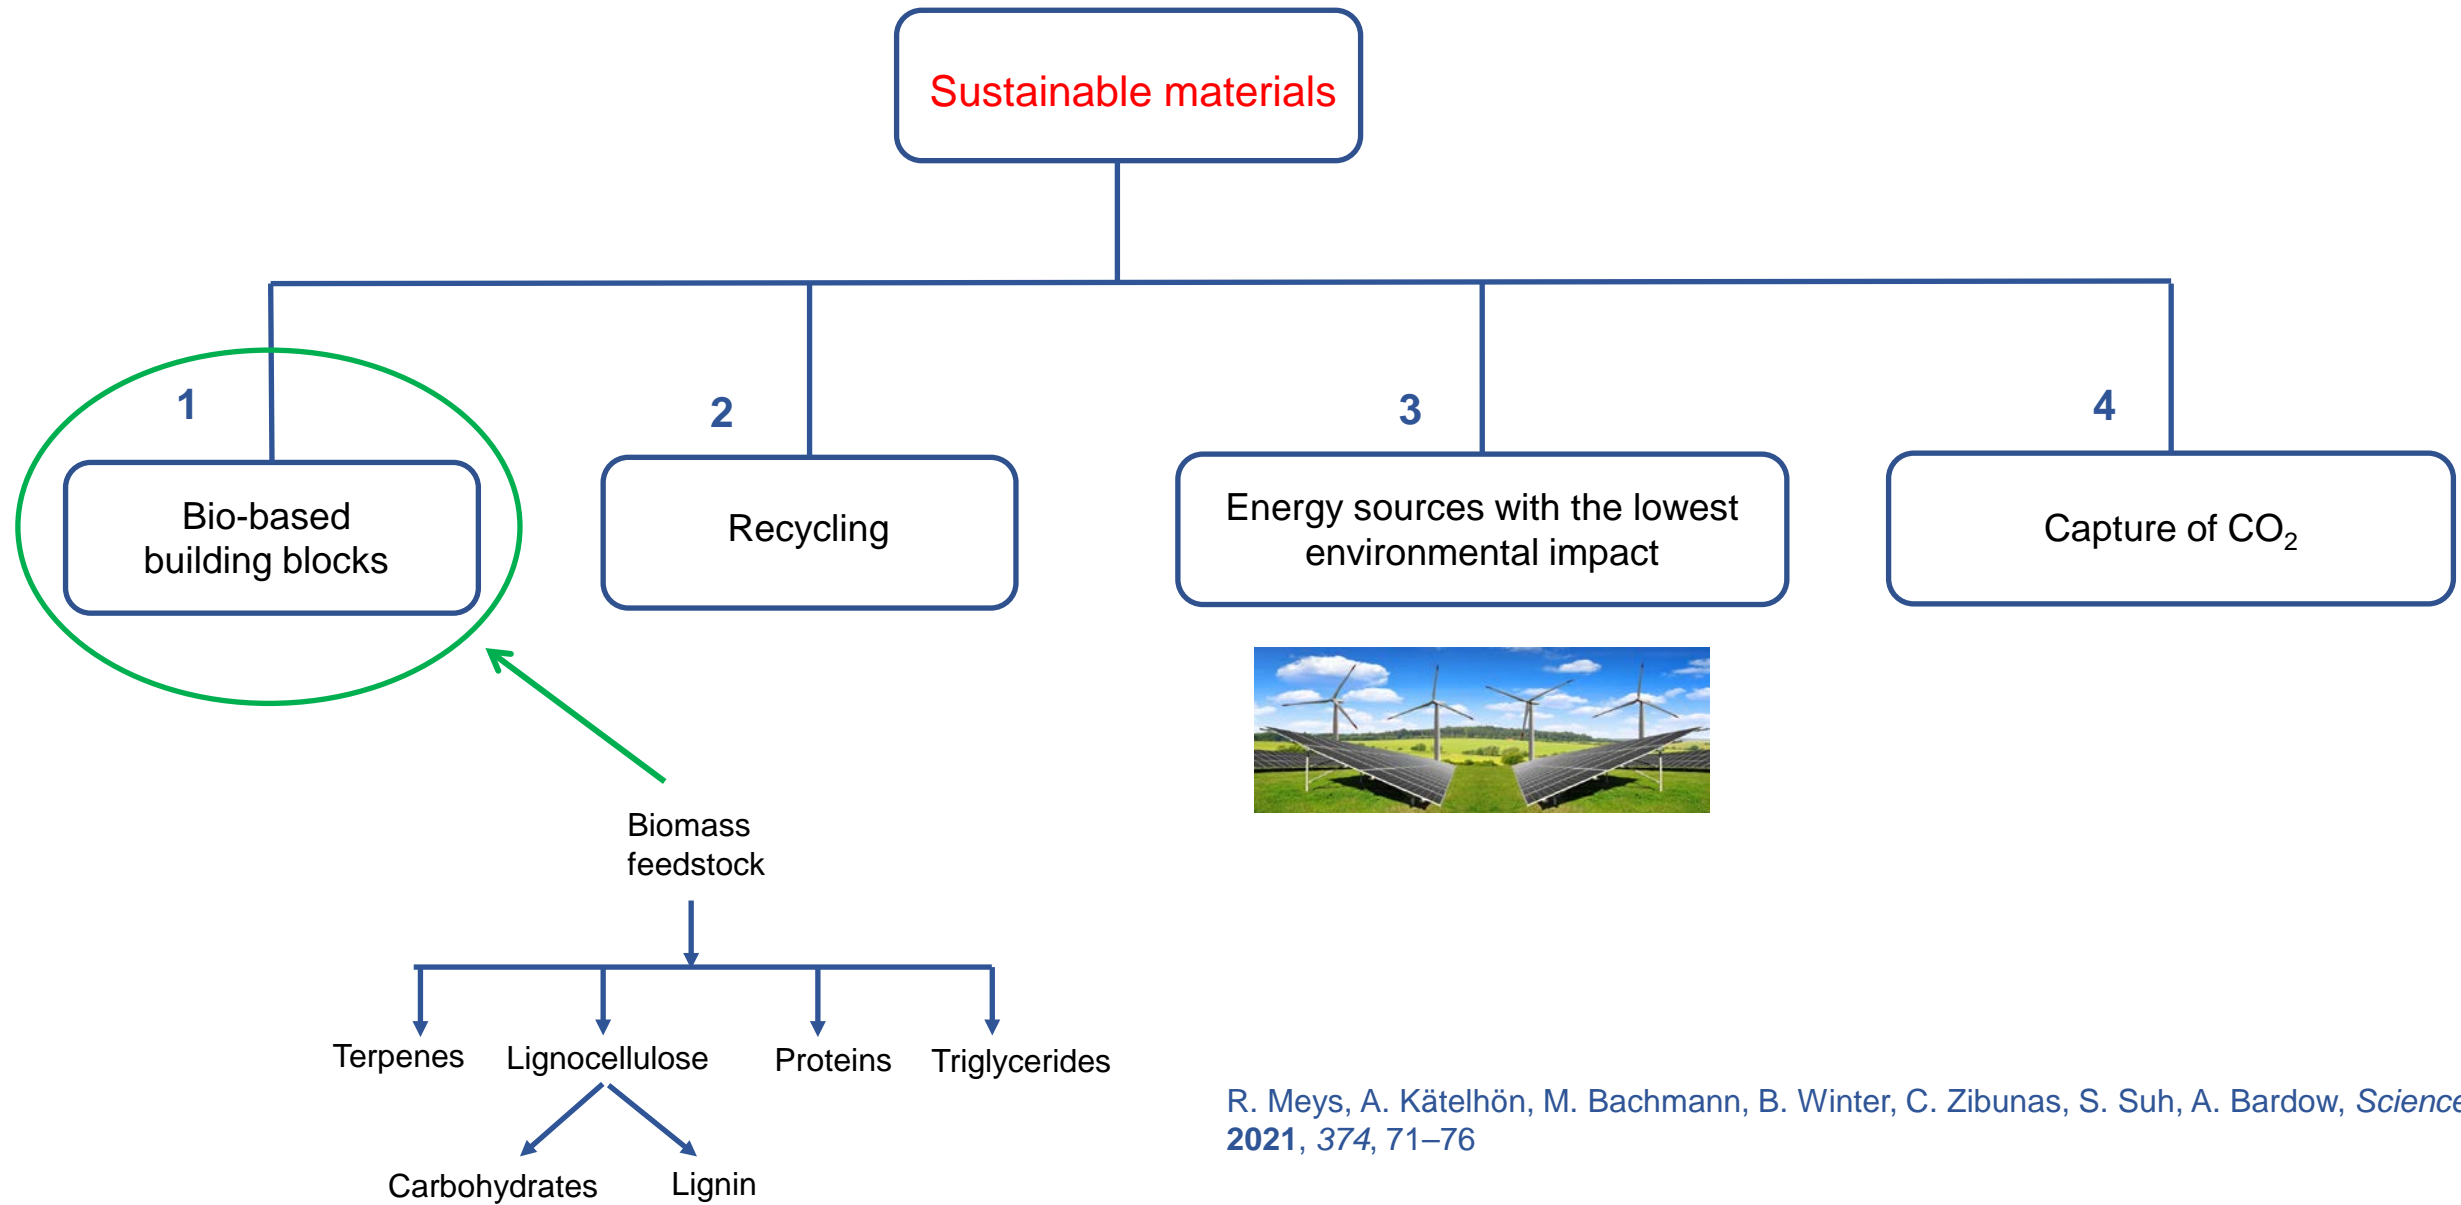 Sustainable materials
1
2
3
4
Bio-based
building blocks
Recycling
Energy sources with the lowest
environmental impact
Capture of CO₂
Biomass
feedstock
Terpenes
Lignocellulose
Proteins
Triglycerides
Carbohydrates
Lignin
R. Meys, A. Kätelhön, M. Bachmann, B. Winter, C. Zibunas, S. Suh, A. Bardow, Science
2021, 374, 71–76